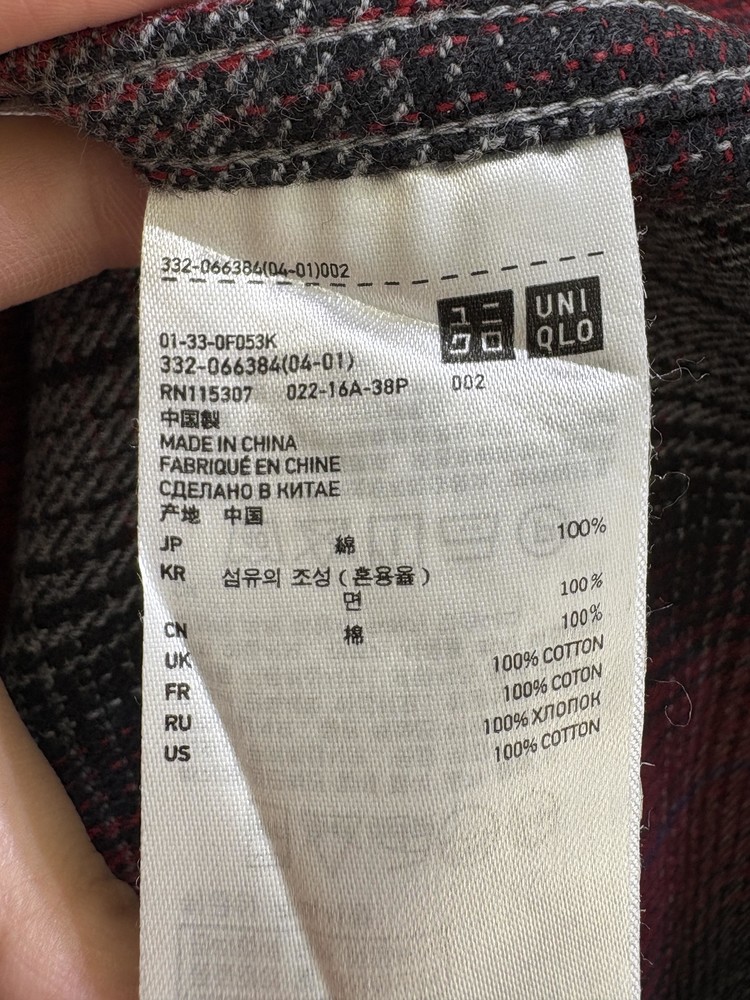 332-066384(04-01)002
ユニ
クロ
UNI
QLO
01-33-0F053K
332-066384(04-01)
RN115307 022-16A-38P 002
中国製
MADE IN CHINA
FABRIQUÉ EN CHINE
СДЕЛАНО В КИТАЕ
产地 中国
JP 綿 100%
KR 섬유의 조성 ( 혼용율 )
면 100%
CN 棉 100%
UK 100% COTTON
FR 100% COTON
RU 100% ХЛОПОК
US 100% COTTON